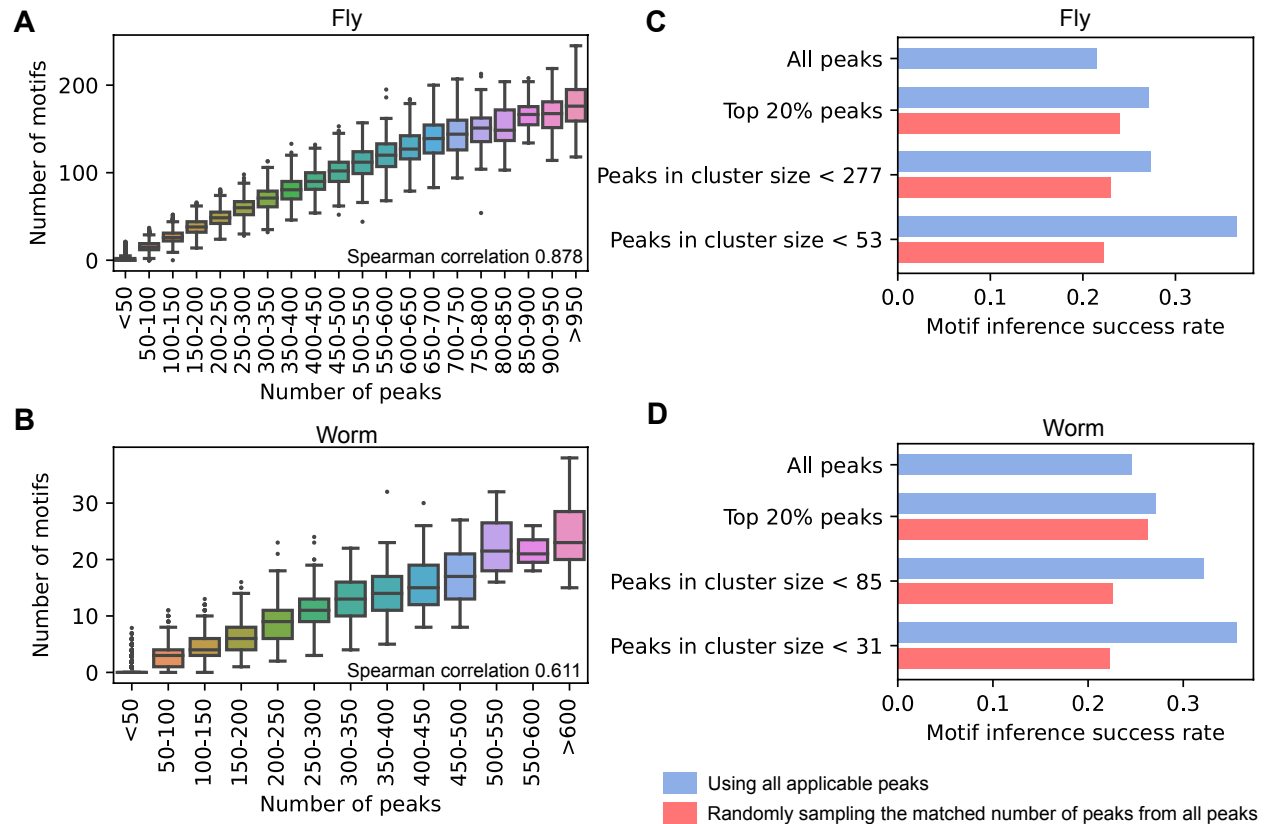 A
Fly
Number of motifs
200
100
0
Spearman correlation 0.878
<50
50-100
100-150
150-200
200-250
250-300
300-350
350-400
400-450
450-500
500-550
550-600
600-650
650-700
700-750
750-800
800-850
850-900
900-950
>950
Number of peaks
B
Worm
Number of motifs
30
20
10
0
Spearman correlation 0.611
<50
50-100
100-150
150-200
200-250
250-300
300-350
350-400
400-450
450-500
500-550
550-600
>600
Number of peaks
C
Fly
All peaks
Top 20% peaks
Peaks in cluster size < 277
Peaks in cluster size < 53
0.0 0.1 0.2 0.3
Motif inference success rate
D
Worm
All peaks
Top 20% peaks
Peaks in cluster size < 85
Peaks in cluster size < 31
0.0 0.1 0.2 0.3
Motif inference success rate
Using all applicable peaks
Randomly sampling the matched number of peaks from all peaks